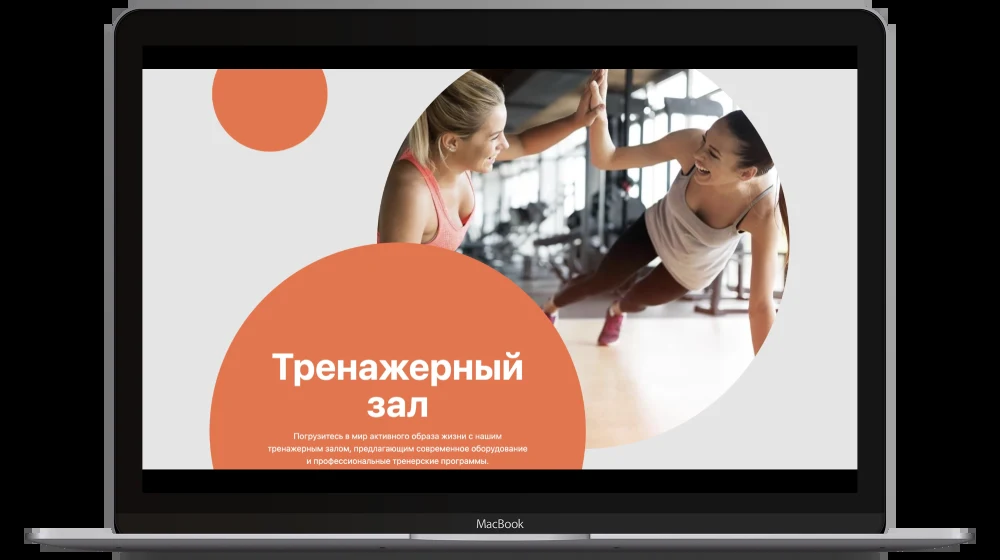 Тренажерный
зал
Погрузитесь в мир активного образа жизни с нашим
тренажерным залом, предлагающим современное оборудование
и профессиональные тренерские программы.
MacBook